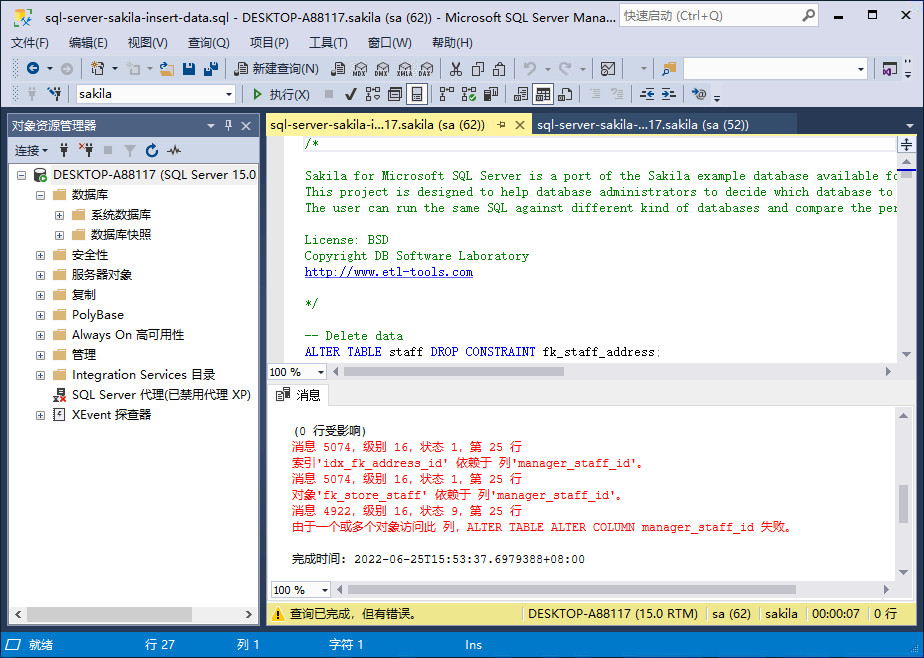 sql-server-sakila-insert-data.sql - DESKTOP-A88117.sakila (sa (62)) - Microsoft SQL Server Mana...
快速启动 (Ctrl+Q)
文件(F) 编辑(E) 视图(V) 查询(Q) 项目(P) 工具(T) 窗口(W) 帮助(H)
新建查询(N) MDX DMX XMLA DAX
sakila 执行(X)
对象资源管理器
连接
DESKTOP-A88117 (SQL Server 15.0
数据库
系统数据库
数据库快照
安全性
服务器对象
复制
PolyBase
Always On 高可用性
管理
Integration Services 目录
SQL Server 代理(已禁用代理 XP)
XEvent 探查器
sql-server-sakila-i...17.sakila (sa (62)) sql-server-sakila-...17.sakila (sa (52))
/*
Sakila for Microsoft SQL Server is a port of the Sakila example database available fo
This project is designed to help database administrators to decide which database to
The user can run the same SQL against different kind of databases and compare the per
License: BSD
Copyright DB Software Laboratory
http://www.etl-tools.com
*/
-- Delete data
ALTER TABLE staff DROP CONSTRAINT fk_staff_address;
100 %
消息
(0 行受影响)
消息 5074，级别 16，状态 1，第 25 行
索引'idx_fk_address_id' 依赖于 列'manager_staff_id'。
消息 5074，级别 16，状态 1，第 25 行
对象'fk_store_staff' 依赖于 列'manager_staff_id'。
消息 4922，级别 16，状态 9，第 25 行
由于一个或多个对象访问此 列，ALTER TABLE ALTER COLUMN manager_staff_id 失败。
完成时间: 2022-06-25T15:53:37.6979388+08:00
100 %
查询已完成，但有错误。 DESKTOP-A88117 (15.0 RTM) sa (62) sakila 00:00:07 0 行
就绪 行 27 列 1 字符 1 Ins